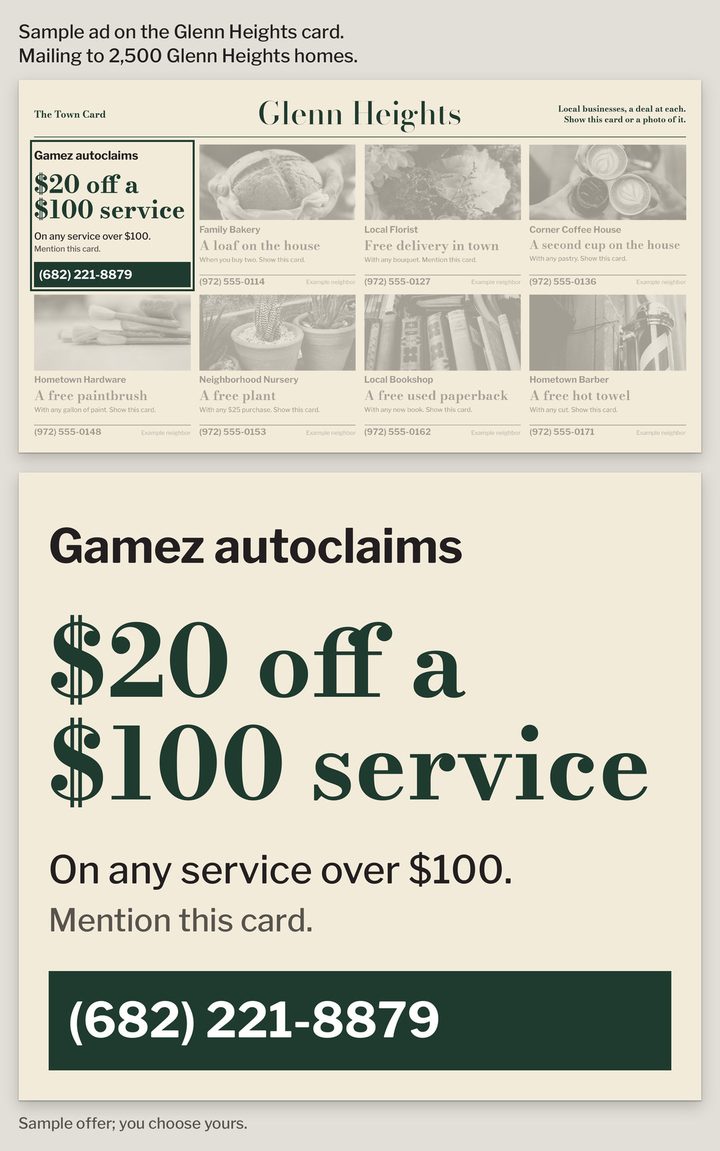 Sample ad on the Glenn Heights card.
Mailing to 2,500 Glenn Heights homes.
The Town Card
Glenn Heights
Local businesses, a deal at each.
Show this card or a photo of it.
Gamez autoclaims
$20 off a
$100 service
On any service over $100.
Mention this card.
(682) 221-8879
Family Bakery
A loaf on the house
When you buy two. Show this card.
(972) 555-0114
Local Florist
Free delivery in town
With any bouquet. Mention this card.
(972) 555-0127 Example neighbor
Corner Coffee House
A second cup on the house
With any pastry. Show this card.
(972) 555-0136 Example neighbor
Hometown Hardware
A free paintbrush
With any gallon of paint. Show this card.
(972) 555-0148 Example neighbor
Neighborhood Nursery
A free plant
With any $25 purchase. Show this card.
(972) 555-0153 Example neighbor
Local Bookshop
A free used paperback
With any new book. Show this card.
(972) 555-0162 Example neighbor
Hometown Barber
A free hot towel
With any cut. Show this card.
(972) 555-0171 Example neighbor
Gamez autoclaims
$20 off a
$100 service
On any service over $100.
Mention this card.
(682) 221-8879
Sample offer; you choose yours.